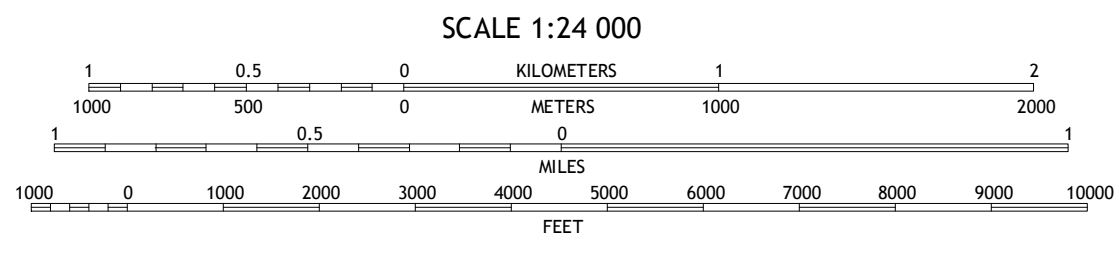 SCALE 1:24 000
1 0.5 0 KILOMETERS 1 2
1000 500 0 METERS 1000 2000
1 0.5 0 1
MILES
1000 0 1000 2000 3000 4000 5000 6000 7000 8000 9000 10000
FEET